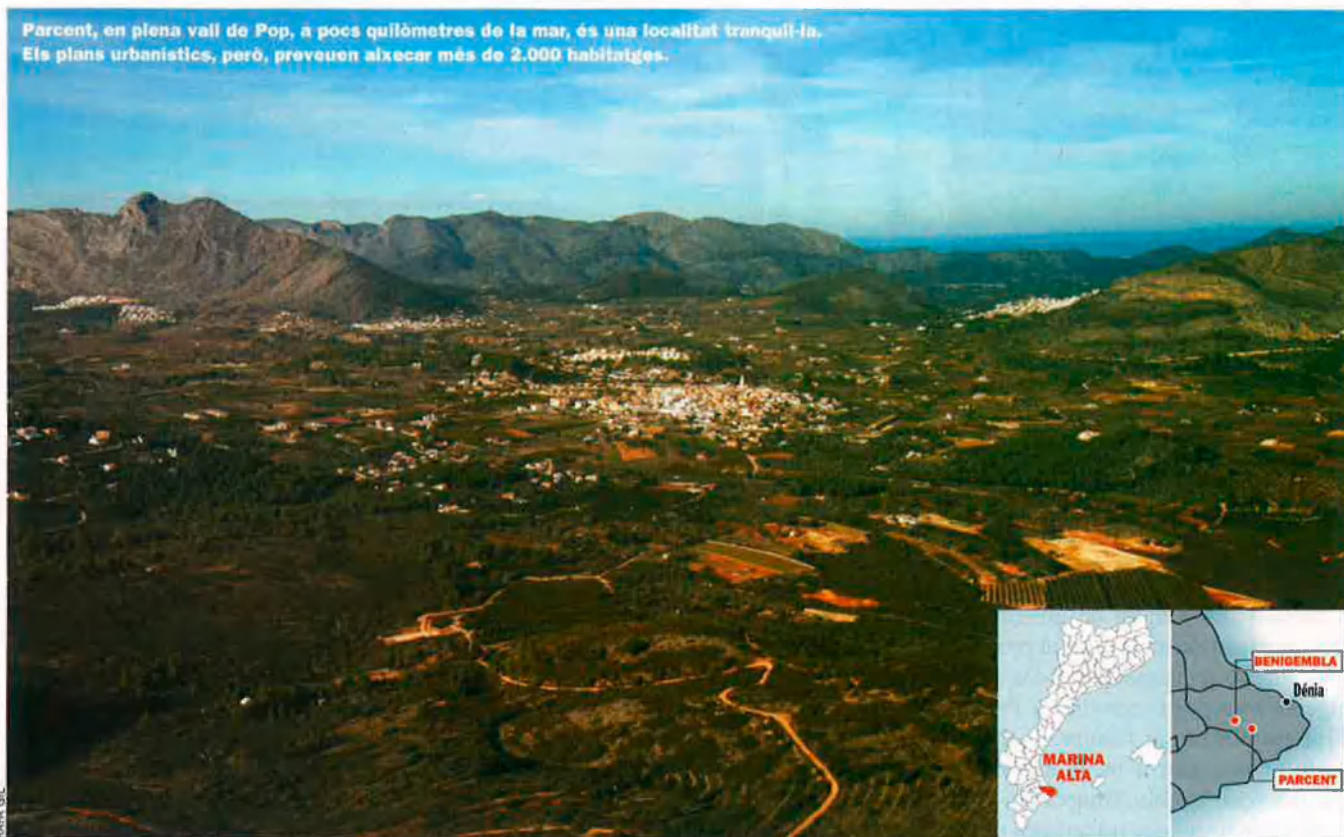 Parcent, en plena vall de Pop, a pocs quilòmetres de la mar, és una localitat tranquil·la.
Els plans urbanístics, però, preveuen aixecar més de 2.000 habitatges.
BENIGEMBLA
Dénia
MARINA
ALTA
PARCENT